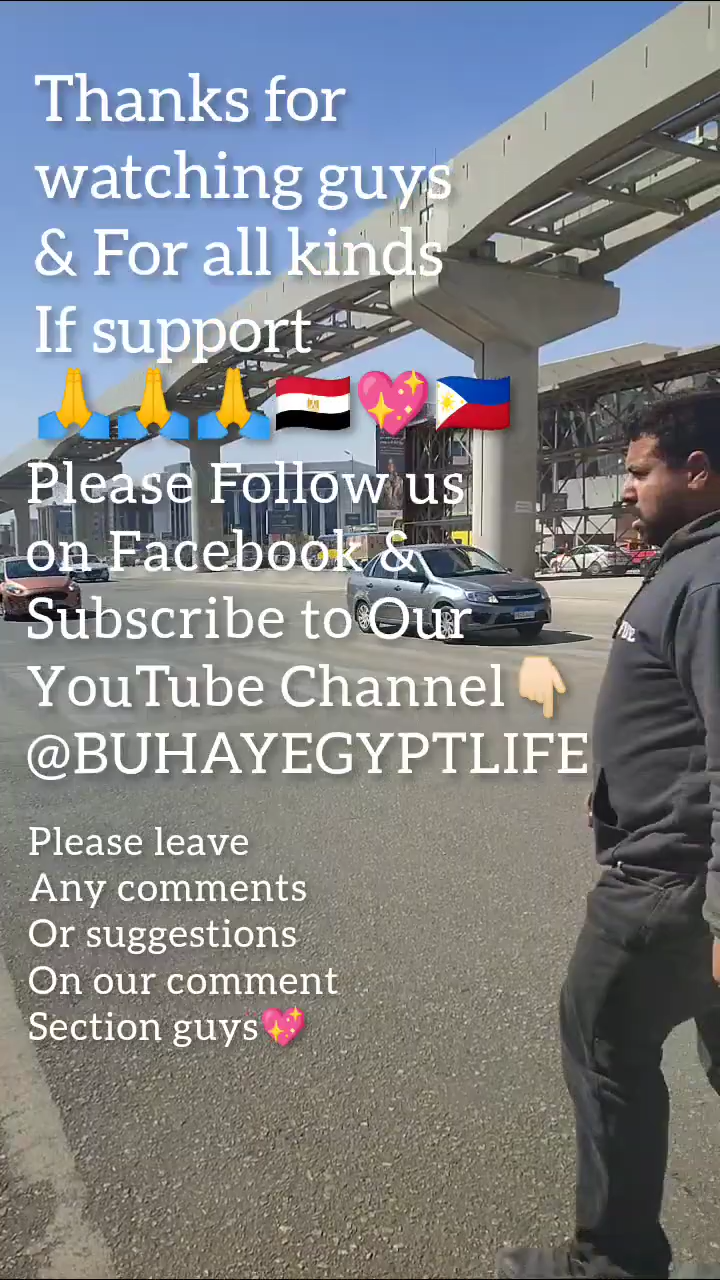 Thanks for
watching guys
& For all kinds
If support
🙏🙏🙏🇪🇬💖🇵🇭
Please Follow us
on Facebook &
Subscribe to Our
YouTube Channel👇🏻
@BUHAYEGYPTLIFE
Please leave
Any comments
Or suggestions
On our comment
Section guys💖